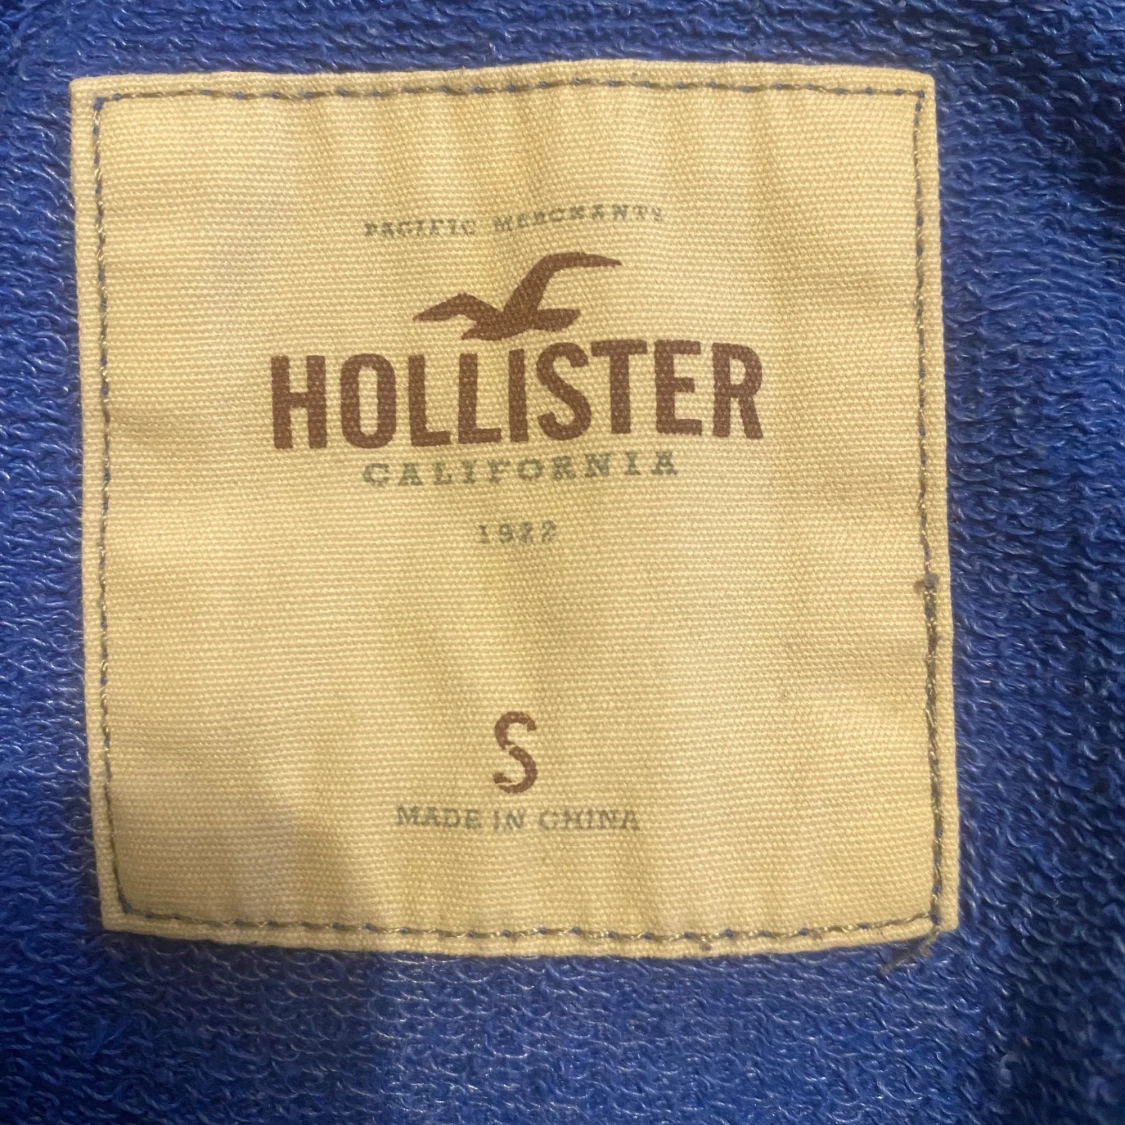 PACIFIC MERCHANTS
HOLLISTER
CALIFORNIA
1922
S
MADE IN CHINA